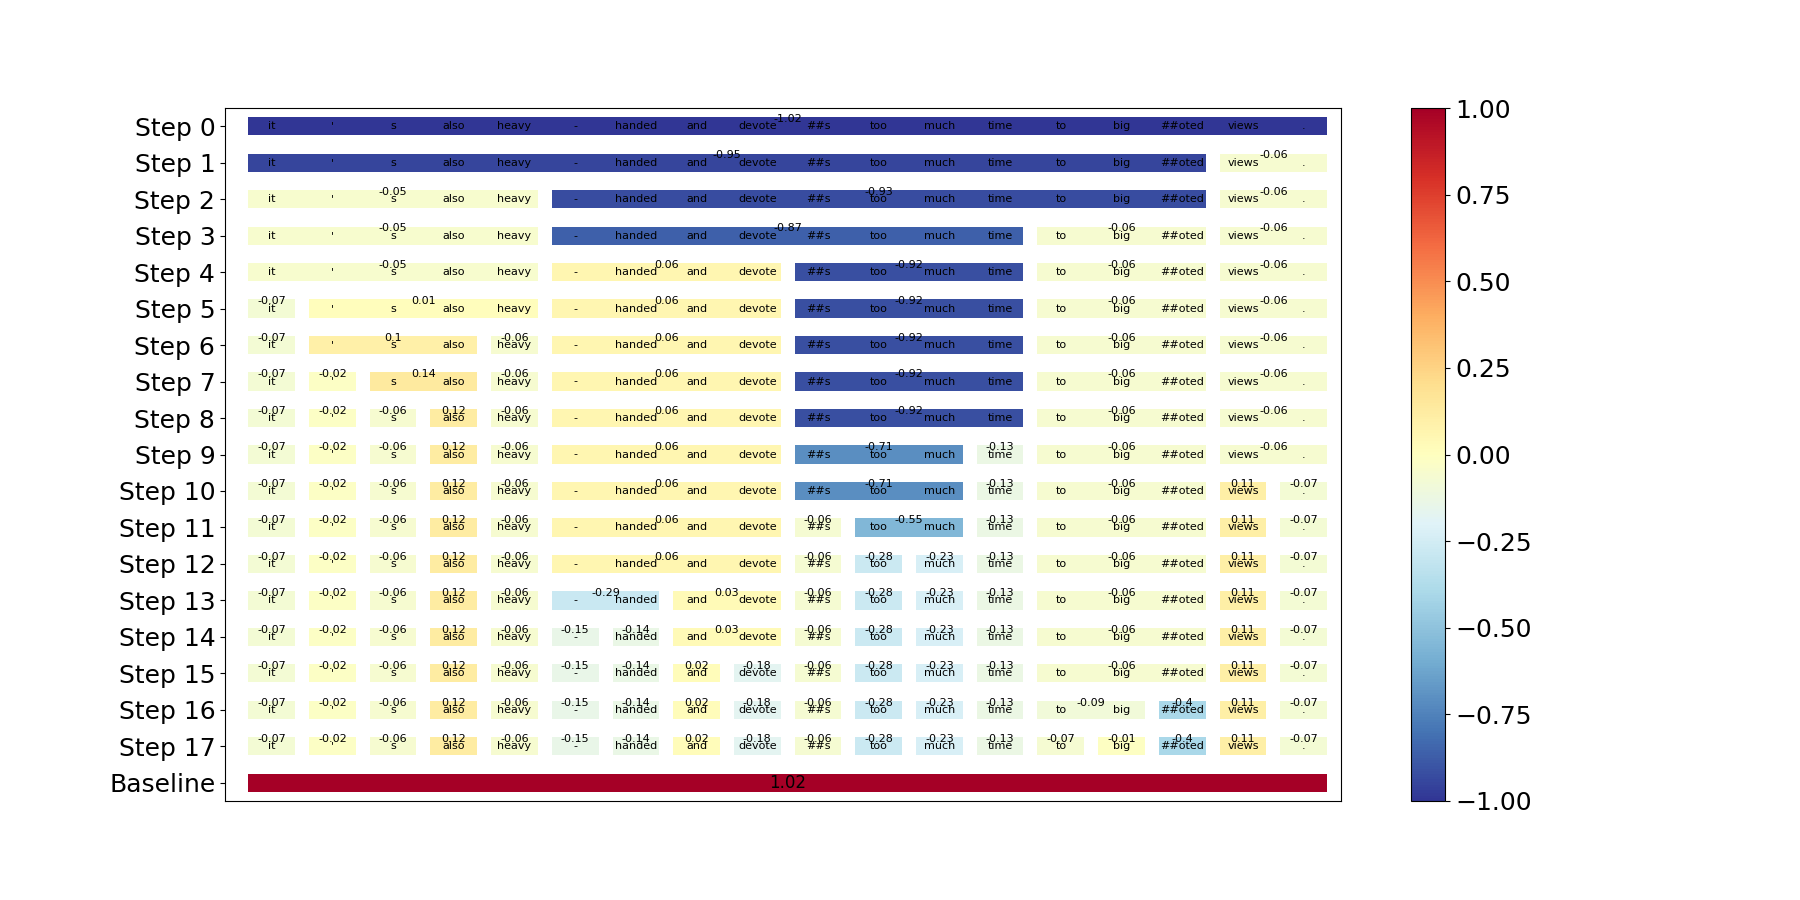 Step 0 it ' s also heavy - handed and devote -1.02 ##s too much time to big ##oted views .
Step 1 it ' s also heavy - handed and -0.95 devote ##s too much time to big ##oted -0.06 views .
Step 2 it ' -0.05 s also heavy - handed and devote ##s -0.93 too much time to big ##oted -0.06 views .
Step 3 it ' -0.05 s also heavy - handed and devote -0.87 ##s too much time to -0.06 big ##oted -0.06 views .
Step 4 it ' -0.05 s also heavy - handed 0.06 and devote ##s too -0.92 much time to -0.06 big ##oted -0.06 views .
Step 5 -0.07 it ' s 0.01 also heavy - handed 0.06 and devote ##s too -0.92 much time to -0.06 big ##oted -0.06 views .
Step 6 -0.07 it ' 0.1 s also -0.06 heavy - handed 0.06 and devote ##s too -0.92 much time to -0.06 big ##oted -0.06 views .
Step 7 -0.07 it -0.02 ' s 0.14 also -0.06 heavy - handed 0.06 and devote ##s too -0.92 much time to -0.06 big ##oted -0.06 views .
Step 8 -0.07 it -0.02 ' -0.06 s 0.12 also -0.06 heavy - handed 0.06 and devote ##s too -0.92 much time to -0.06 big ##oted -0.06 views .
Step 9 -0.07 it -0.02 ' -0.06 s 0.12 also -0.06 heavy - handed 0.06 and devote ##s -0.71 too much -0.13 time to -0.06 big ##oted -0.06 views .
Step 10 -0.07 it -0.02 ' -0.06 s 0.12 also -0.06 heavy - handed 0.06 and devote ##s -0.71 too much -0.13 time to -0.06 big ##oted 0.11 views -0.07 .
Step 11 -0.07 it -0.02 ' -0.06 s 0.12 also -0.06 heavy - handed 0.06 and devote -0.06 ##s too -0.55 much -0.13 time to -0.06 big ##oted 0.11 views -0.07 .
Step 12 -0.07 it -0.02 ' -0.06 s 0.12 also -0.06 heavy - handed 0.06 and devote -0.06 ##s -0.28 too -0.23 much -0.13 time to -0.06 big ##oted 0.11 views -0.07 .
Step 13 -0.07 it -0.02 ' -0.06 s 0.12 also -0.06 heavy - -0.29 handed and 0.03 devote -0.06 ##s -0.28 too -0.23 much -0.13 time to -0.06 big ##oted 0.11 views -0.07 .
Step 14 -0.07 it -0.02 ' -0.06 s 0.12 also -0.06 heavy -0.15 - -0.14 handed and 0.03 devote -0.06 ##s -0.28 too -0.23 much -0.13 time to -0.06 big ##oted 0.11 views -0.07 .
Step 15 -0.07 it -0.02 ' -0.06 s 0.12 also -0.06 heavy -0.15 - -0.14 handed 0.02 and -0.18 devote -0.06 ##s -0.28 too -0.23 much -0.13 time to -0.06 big ##oted 0.11 views -0.07 .
Step 16 -0.07 it -0.02 ' -0.06 s 0.12 also -0.06 heavy -0.15 - -0.14 handed 0.02 and -0.18 devote -0.06 ##s -0.28 too -0.23 much -0.13 time to -0.09 big -0.4 ##oted 0.11 views -0.07 .
Step 17 -0.07 it -0.02 ' -0.06 s 0.12 also -0.06 heavy -0.15 - -0.14 handed 0.02 and -0.18 devote -0.06 ##s -0.28 too -0.23 much -0.13 time -0.07 to -0.01 big -0.4 ##oted 0.11 views -0.07 .
Baseline 1.02
1.00
0.75
0.50
0.25
0.00
−0.25
−0.50
−0.75
−1.00